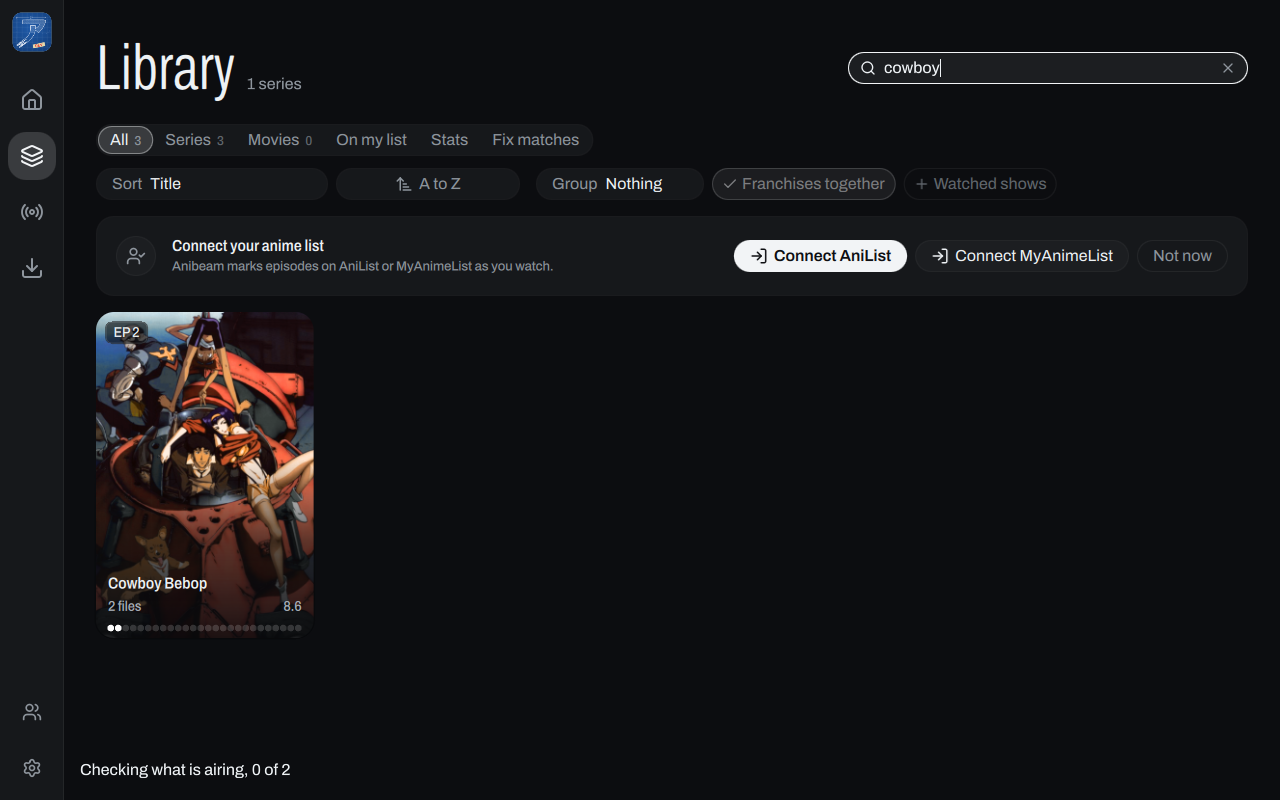 Library 1 series
cowboy
All 3 Series 3 Movies 0 On my list Stats Fix matches
Sort Title A to Z Group Nothing Franchises together Watched shows
Connect your anime list
Anibeam marks episodes on AniList or MyAnimeList as you watch.
Connect AniList Connect MyAnimeList Not now
EP 2
Cowboy Bebop
2 files 8.6
Checking what is airing, 0 of 2